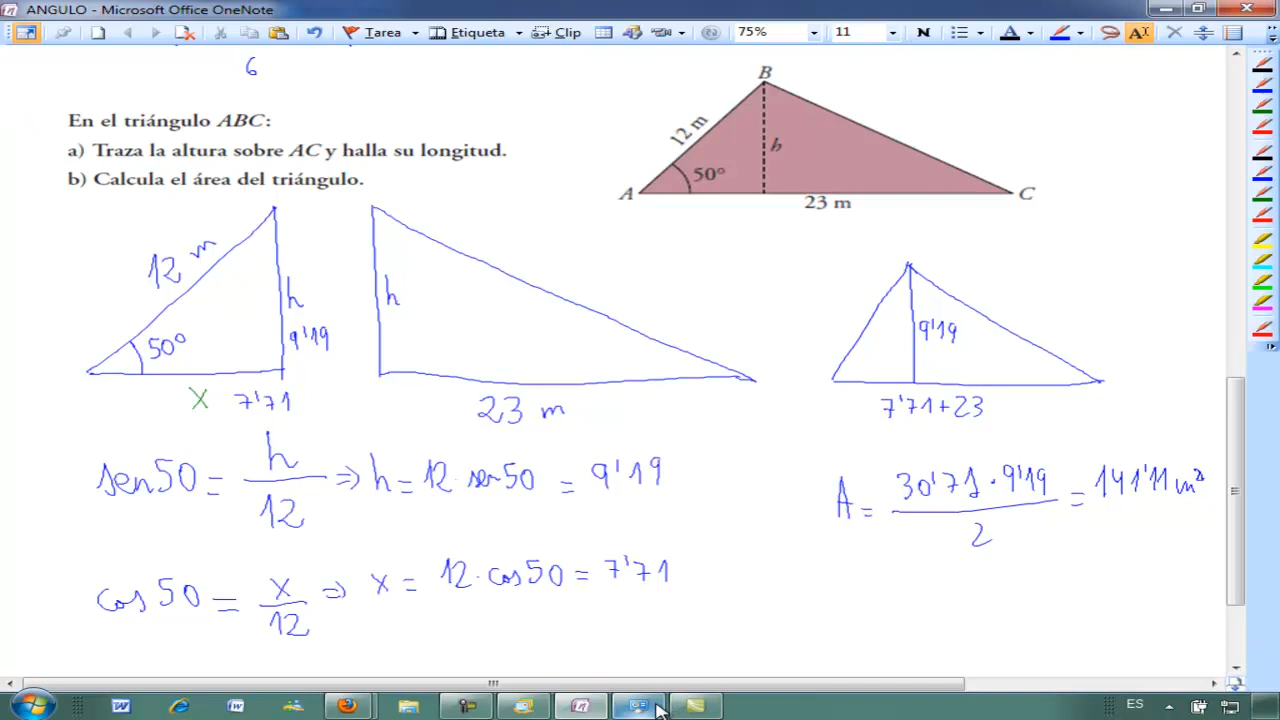 ANGULO - Microsoft Office OneNote
Tarea Etiqueta Clip 75% 11 N A A
6
En el triángulo ABC:
a) Traza la altura sobre AC y halla su longitud.
b) Calcula el área del triángulo.
B
12 m
h
50°
A
23 m
C
12 m
h
50°
9'19
x 7'71
h
23 m
9'19
7'71+23
sen50 = h/12 ⇒ h = 12·sen50 = 9'19
A = 30'71·9'19/2 = 141'11 m²
cos50 = x/12 ⇒ x = 12·cos50 = 7'71
ES